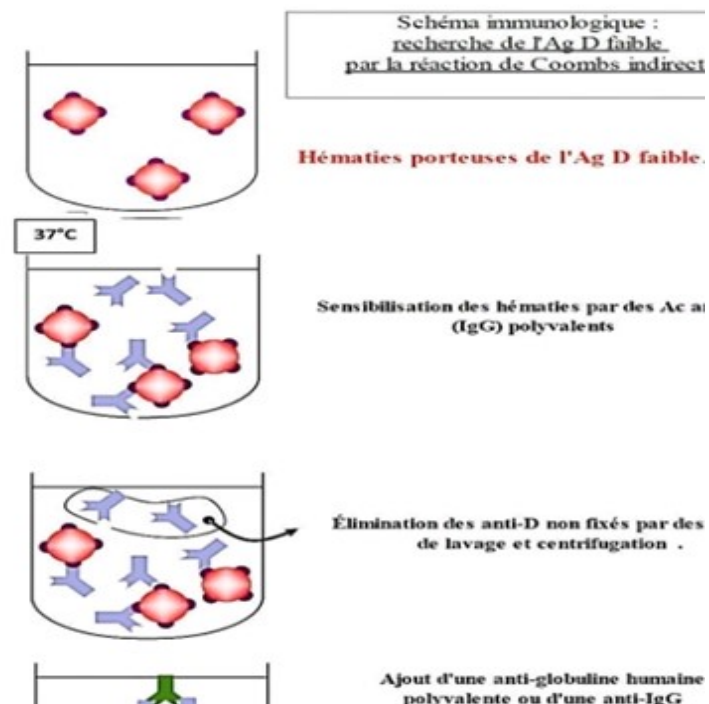 Schéma immunologique :
recherche de l'Ag D faible
par la réaction de Coombs indirect
Hématies porteuses de l'Ag D faible.
37°C
Sensibilisation des hématies par des Ac
(IgG) polyvalents
Élimination des anti-D non fixés par des
de lavage et centrifugation .
Ajout d'une anti-globuline humaine
polyvalente ou d'une anti-IgG